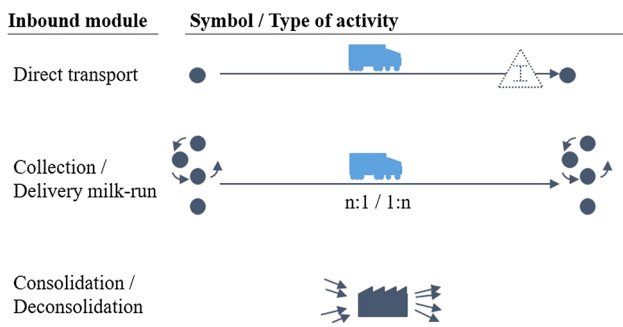 Inbound module
Symbol / Type of activity
Direct transport
I
Collection /
Delivery milk-run
n:1 / 1:n
Consolidation /
Deconsolidation